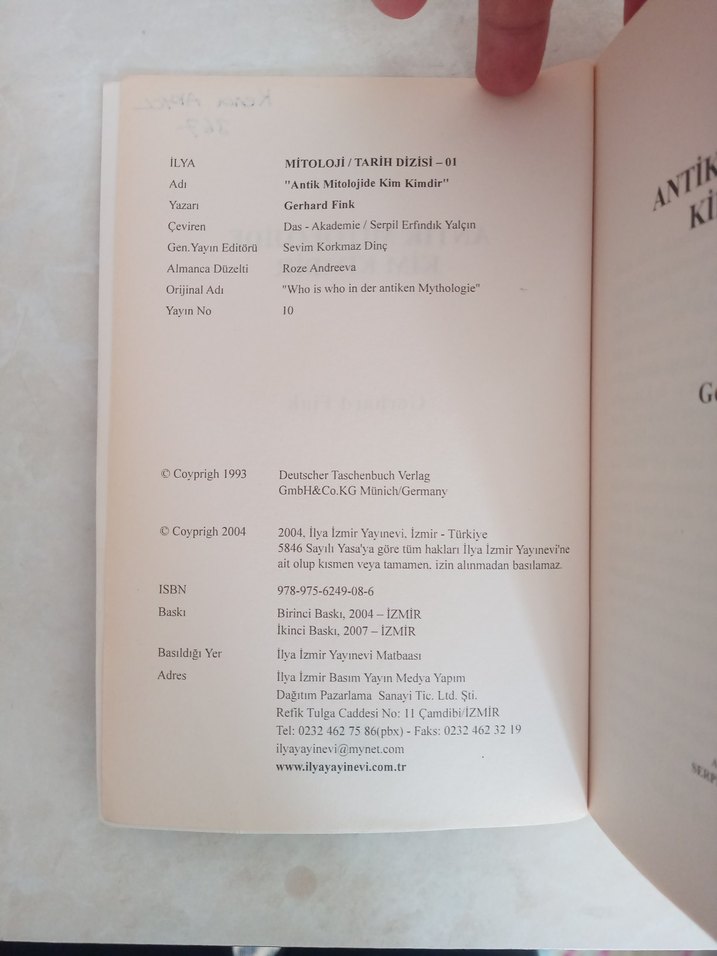 İLYA MİTOLOJİ / TARİH DİZİSİ – 01
Adı "Antik Mitolojide Kim Kimdir"
Yazarı Gerhard Fink
Çeviren Das - Akademie / Serpil Erfındık Yalçın
Gen.Yayın Editörü Sevim Korkmaz Dinç
Almanca Düzelti Roze Andreeva
Orijinal Adı "Who is who in der antiken Mythologie"
Yayın No 10
© Coyprigh 1993 Deutscher Taschenbuch Verlag
GmbH&Co.KG Münich/Germany
© Coyprigh 2004 2004, İlya İzmir Yayınevi, İzmir - Türkiye
5846 Sayılı Yasa'ya göre tüm hakları İlya İzmir Yayınevi'ne
ait olup kısmen veya tamamen. izin alınmadan basılamaz.
ISBN 978-975-6249-08-6
Baskı Birinci Baskı, 2004 – İZMİR
İkinci Baskı, 2007 – İZMİR
Basıldığı Yer İlya İzmir Yayınevi Matbaası
Adres İlya İzmir Basım Yayın Medya Yapım
Dağıtım Pazarlama Sanayi Tic. Ltd. Şti.
Refik Tulga Caddesi No: 11 Çamdibi/İZMİR
Tel: 0232 462 75 86(pbx) - Faks: 0232 462 32 19
ilyayayinevi@mynet.com
www.ilyayayinevi.com.tr
ANTİK